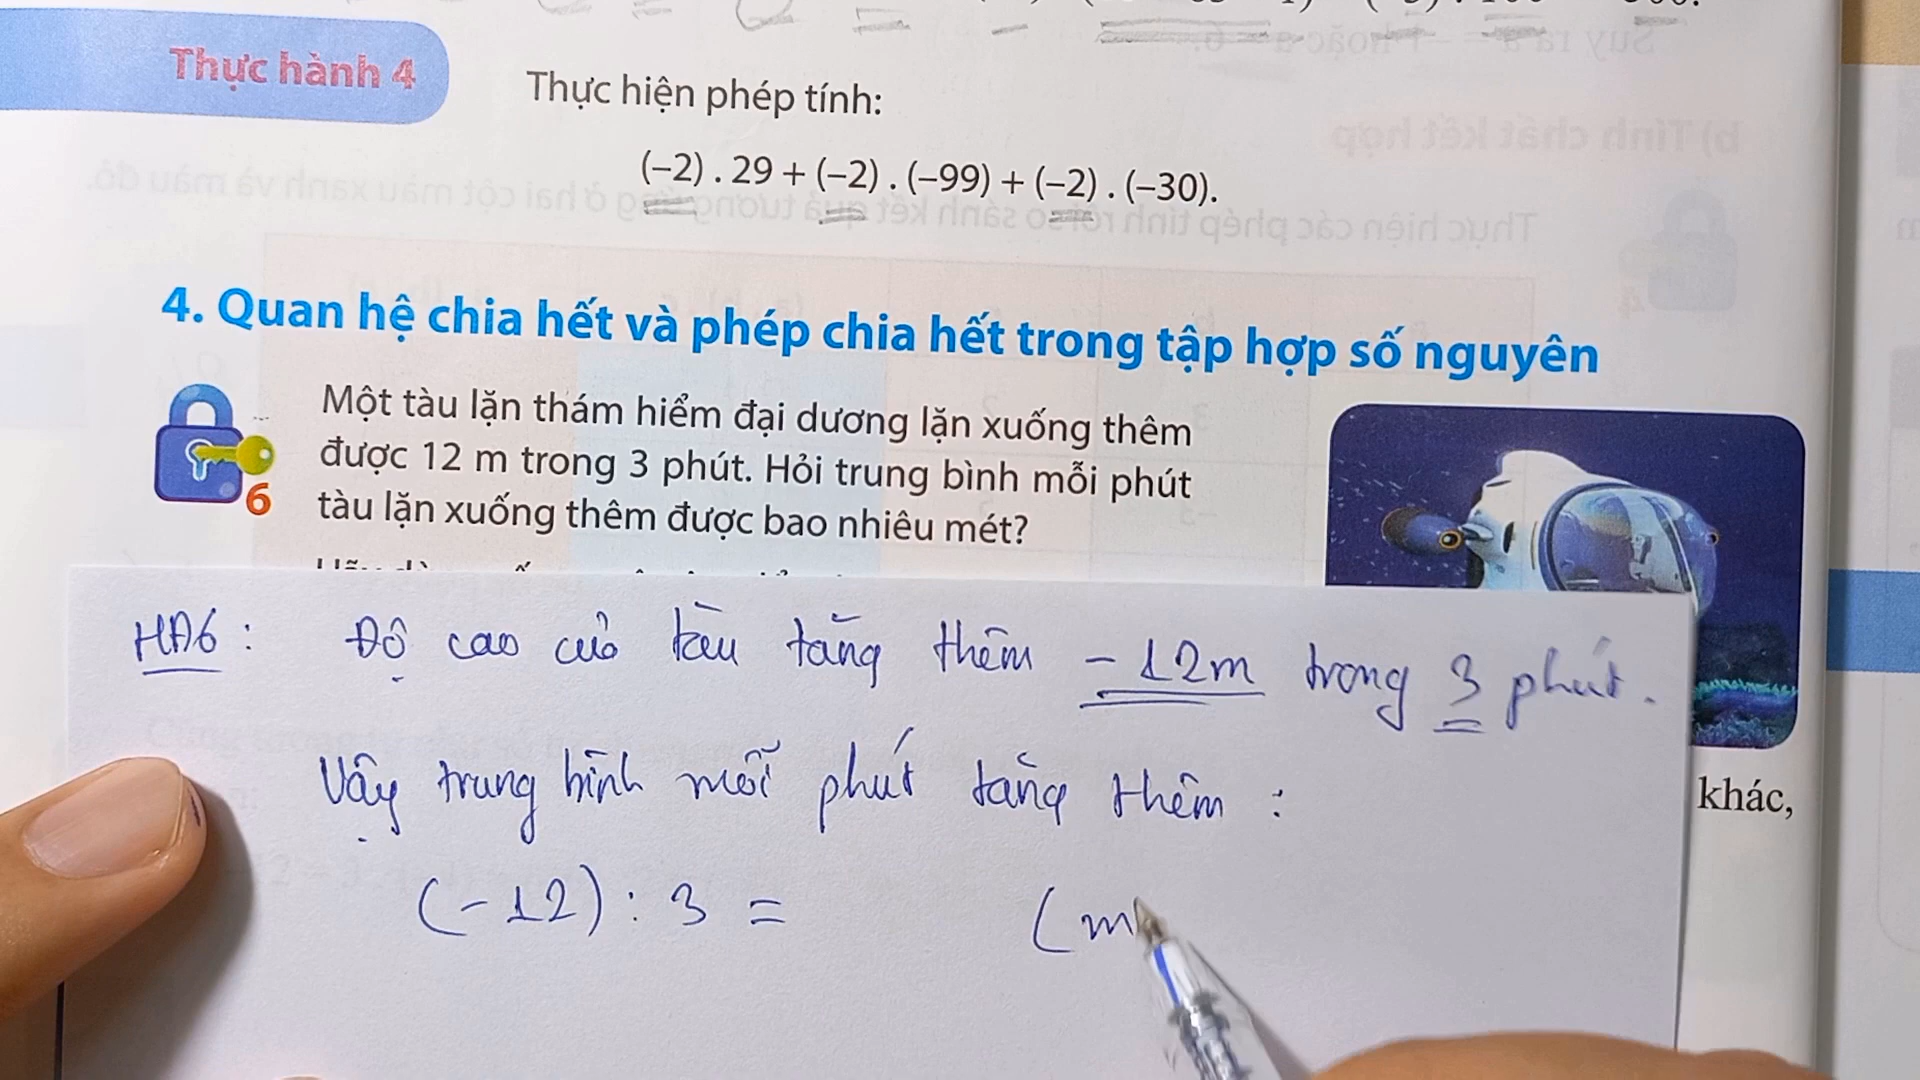 Thực hành 4
Thực hiện phép tính:
(–2) . 29 + (–2) . (–99) + (–2) . (–30).
4. Quan hệ chia hết và phép chia hết trong tập hợp số nguyên
6
Một tàu lặn thám hiểm đại dương lặn xuống thêm
được 12 m trong 3 phút. Hỏi trung bình mỗi phút
tàu lặn xuống thêm được bao nhiêu mét?
HĐ6 : Độ cao của tàu tăng thêm - 12m trong 3 phút.
Vậy trung bình mỗi phút tăng thêm :
khác,
(-12) : 3 = (m